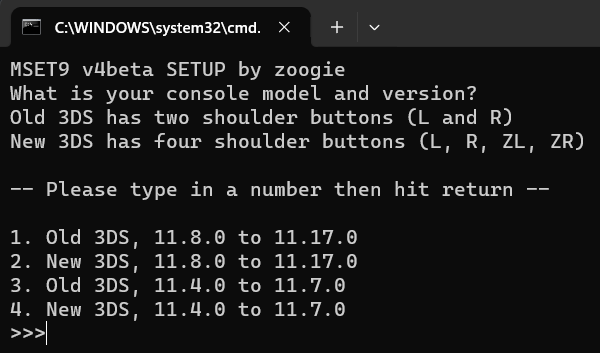 C:\WINDOWS\system32\cmd.
MSET9 v4beta SETUP by zoogie
What is your console model and version?
Old 3DS has two shoulder buttons (L and R)
New 3DS has four shoulder buttons (L, R, ZL, ZR)
-- Please type in a number then hit return --
1. Old 3DS, 11.8.0 to 11.17.0
2. New 3DS, 11.8.0 to 11.17.0
3. Old 3DS, 11.4.0 to 11.7.0
4. New 3DS, 11.4.0 to 11.7.0
>>>